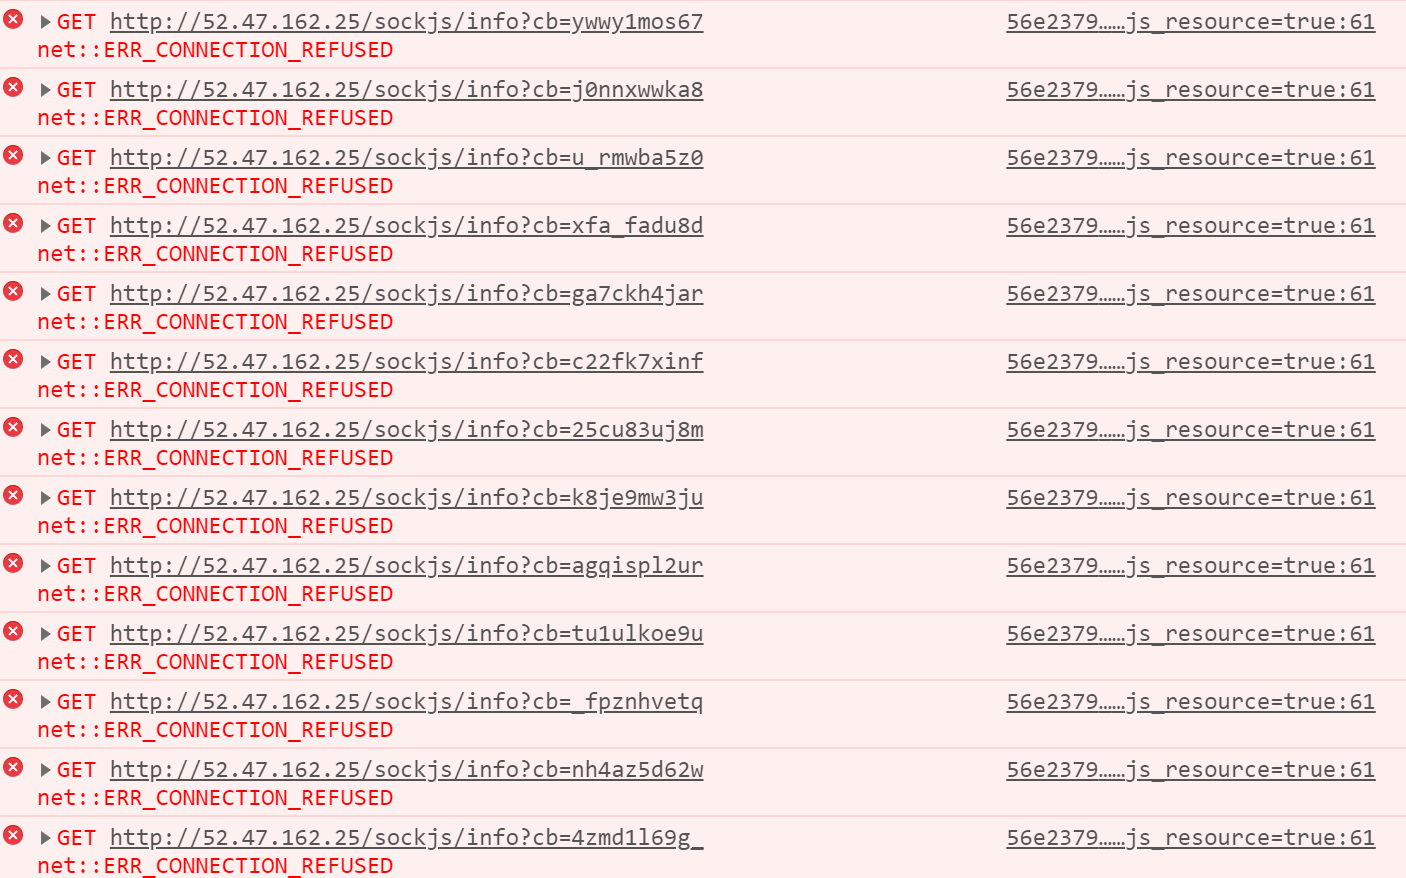 GET http://52.47.162.25/sockjs/info?cb=ywwy1mos67 56e2379……js_resource=true:61
net::ERR_CONNECTION_REFUSED
GET http://52.47.162.25/sockjs/info?cb=j0nnxwwka8 56e2379……js_resource=true:61
net::ERR_CONNECTION_REFUSED
GET http://52.47.162.25/sockjs/info?cb=u_rmwba5z0 56e2379……js_resource=true:61
net::ERR_CONNECTION_REFUSED
GET http://52.47.162.25/sockjs/info?cb=xfa_fadu8d 56e2379……js_resource=true:61
net::ERR_CONNECTION_REFUSED
GET http://52.47.162.25/sockjs/info?cb=ga7ckh4jar 56e2379……js_resource=true:61
net::ERR_CONNECTION_REFUSED
GET http://52.47.162.25/sockjs/info?cb=c22fk7xinf 56e2379……js_resource=true:61
net::ERR_CONNECTION_REFUSED
GET http://52.47.162.25/sockjs/info?cb=25cu83uj8m 56e2379……js_resource=true:61
net::ERR_CONNECTION_REFUSED
GET http://52.47.162.25/sockjs/info?cb=k8je9mw3ju 56e2379……js_resource=true:61
net::ERR_CONNECTION_REFUSED
GET http://52.47.162.25/sockjs/info?cb=agqispl2ur 56e2379……js_resource=true:61
net::ERR_CONNECTION_REFUSED
GET http://52.47.162.25/sockjs/info?cb=tu1ulkoe9u 56e2379……js_resource=true:61
net::ERR_CONNECTION_REFUSED
GET http://52.47.162.25/sockjs/info?cb=_fpznhvetq 56e2379……js_resource=true:61
net::ERR_CONNECTION_REFUSED
GET http://52.47.162.25/sockjs/info?cb=nh4az5d62w 56e2379……js_resource=true:61
net::ERR_CONNECTION_REFUSED
GET http://52.47.162.25/sockjs/info?cb=4zmd1l69g_ 56e2379……js_resource=true:61
net::ERR_CONNECTION_REFUSED